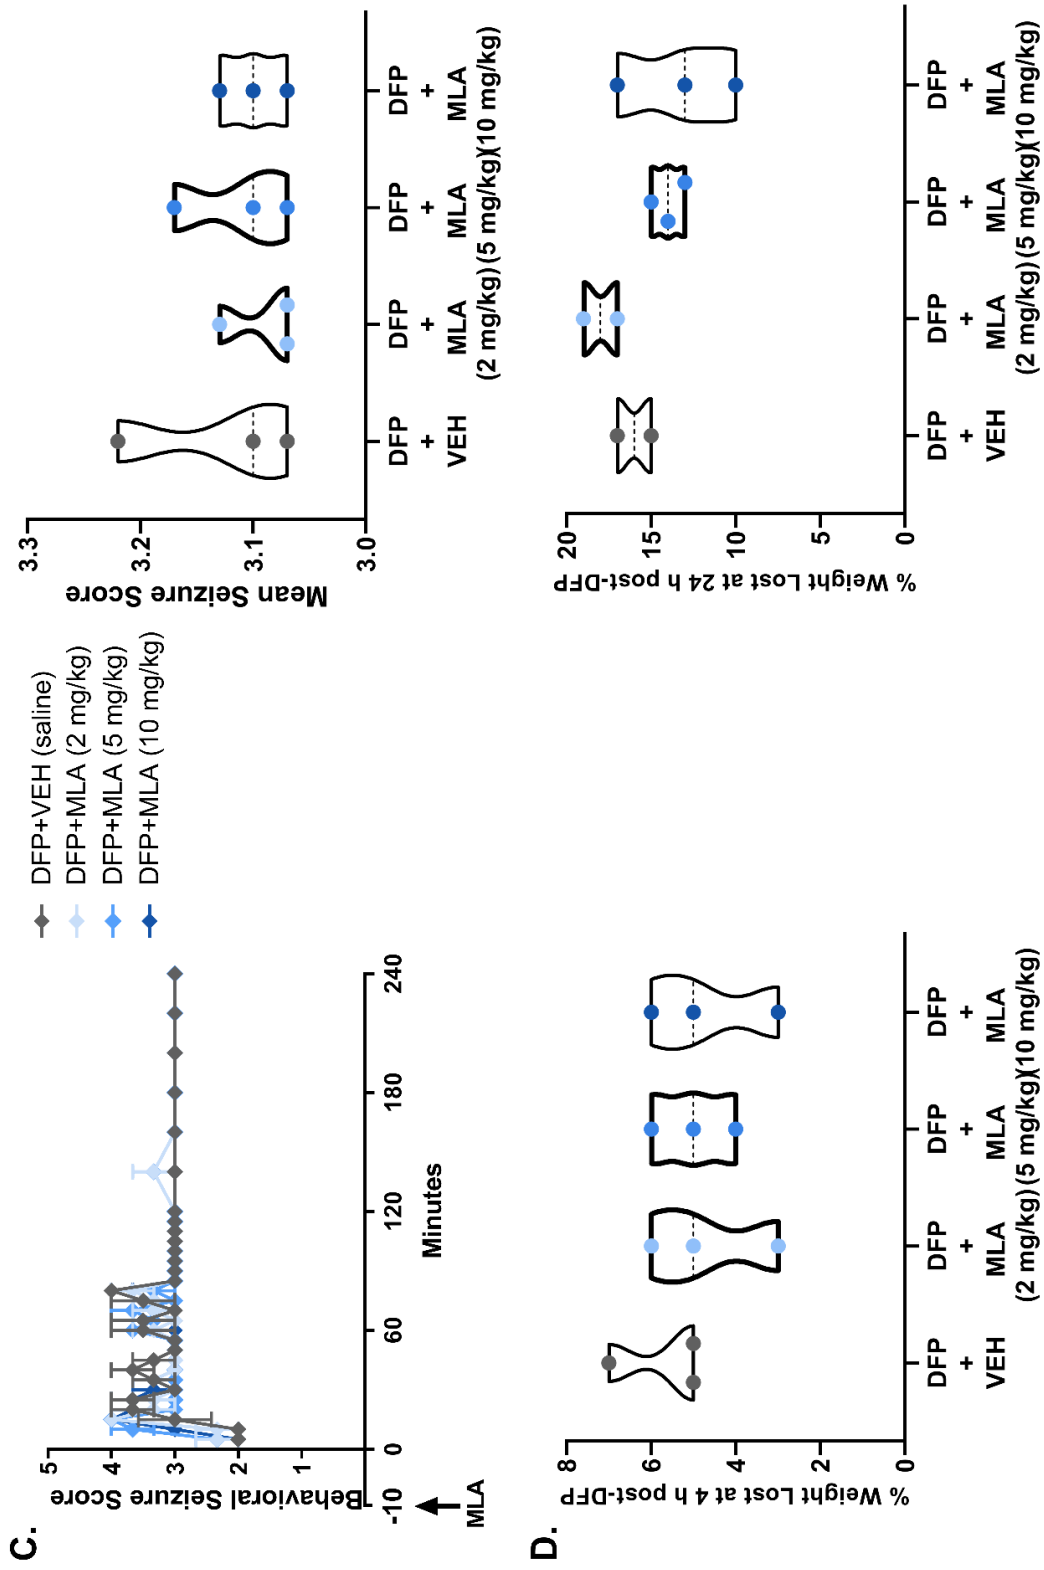 C.
Behavioral Seizure Score
5
4
3
2
1
-10
0
60
120
180
240
Minutes
MLA
DFP+VEH (saline)
DFP+MLA (2 mg/kg)
DFP+MLA (5 mg/kg)
DFP+MLA (10 mg/kg)
Mean Seizure Score
3.3
3.2
3.1
3.0
DFP DFP DFP DFP
+ + + +
VEH MLA MLA MLA
(2 mg/kg) (5 mg/kg)(10 mg/kg)
D.
% Weight Lost at 4 h post-DFP
8
6
4
2
0
DFP DFP DFP DFP
+ + + +
VEH MLA MLA MLA
(2 mg/kg) (5 mg/kg)(10 mg/kg)
% Weight Lost at 24 h post-DFP
20
15
10
5
0
DFP DFP DFP DFP
+ + + +
VEH MLA MLA MLA
(2 mg/kg) (5 mg/kg)(10 mg/kg)